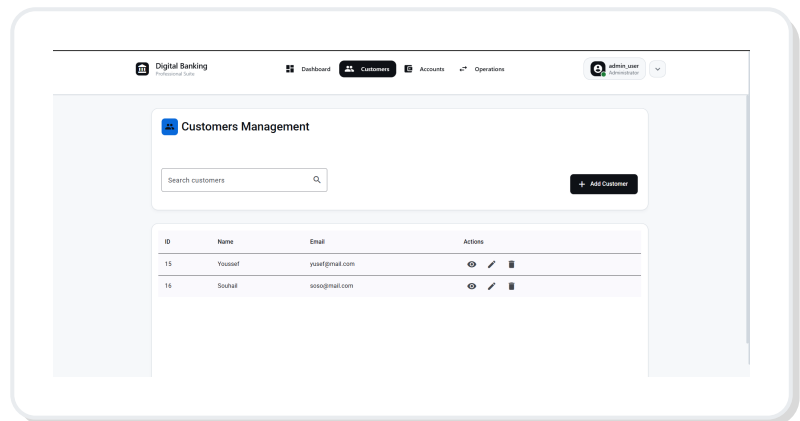 Digital Banking
Professional Suite
Dashboard
Customers
Accounts
Operations
admin_user
Administrator
Customers Management
Search customers
+ Add Customer
ID Name Email Actions
15 Youssef yusef@mail.com
16 Souhail soso@mail.com